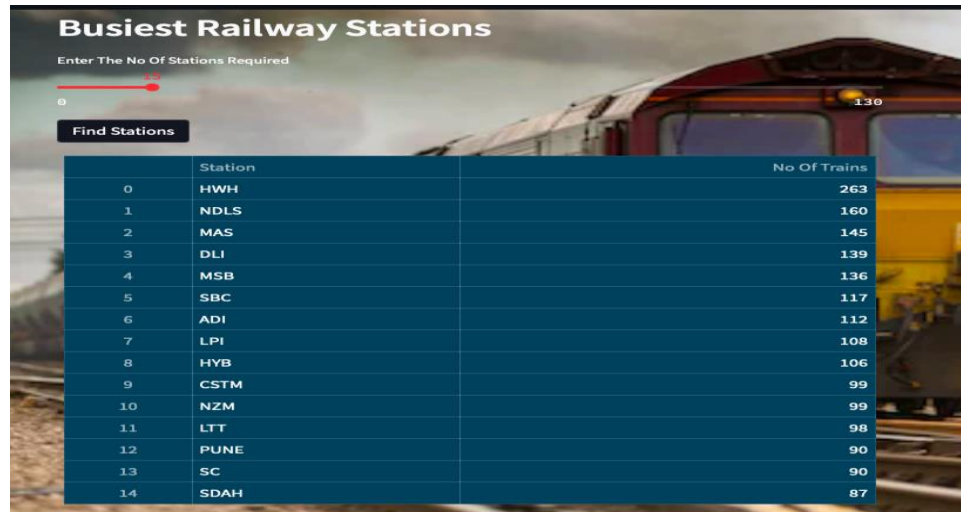 Busiest Railway Stations
Enter The No Of Stations Required
15
0 130
Find Stations
Station No Of Trains
0 HWH 263
1 NDLS 160
2 MAS 145
3 DLI 139
4 MSB 136
5 SBC 117
6 ADI 112
7 LPI 108
8 HYB 106
9 CSTM 99
10 NZM 99
11 LTT 98
12 PUNE 90
13 SC 90
14 SDAH 87